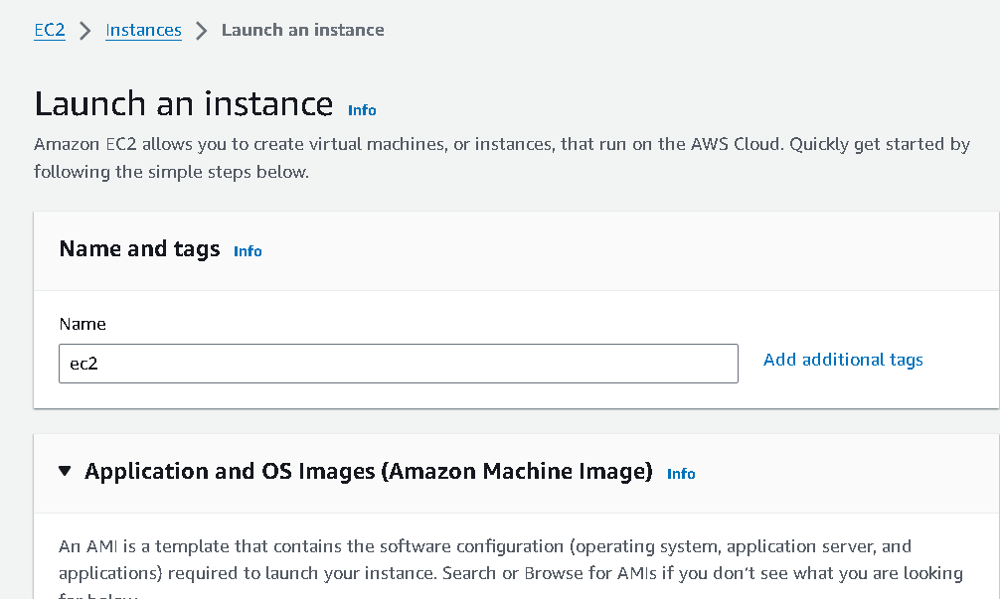 EC2 > Instances > Launch an instance
Launch an instance Info
Amazon EC2 allows you to create virtual machines, or instances, that run on the AWS Cloud. Quickly get started by
following the simple steps below.
Name and tags Info
Name
ec2 Add additional tags
Application and OS Images (Amazon Machine Image) Info
An AMI is a template that contains the software configuration (operating system, application server, and
applications) required to launch your instance. Search or Browse for AMIs if you don't see what you are looking
for below